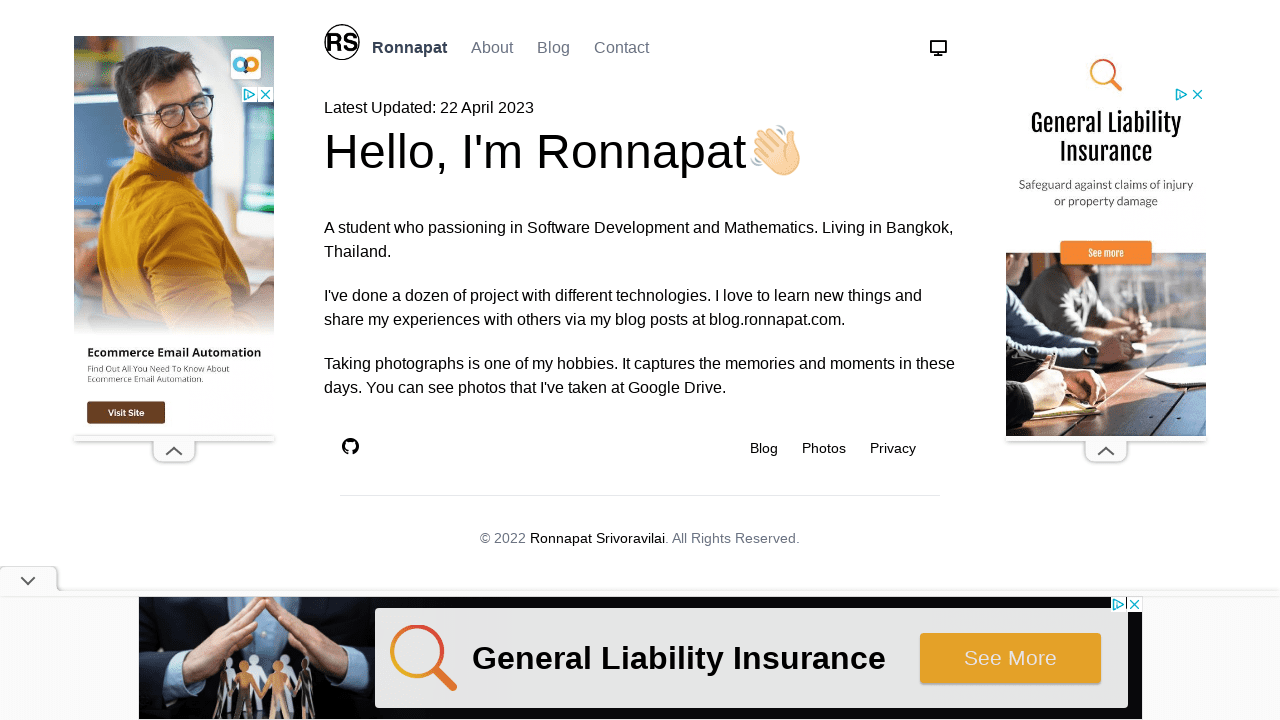 RS
Ronnapat
About
Blog
Contact
Latest Updated: 22 April 2023
Hello, I'm Ronnapat👋🏻
A student who passioning in Software Development and Mathematics. Living in Bangkok,
Thailand.
I've done a dozen of project with different technologies. I love to learn new things and
share my experiences with others via my blog posts at blog.ronnapat.com.
Taking photographs is one of my hobbies. It captures the memories and moments in these
days. You can see photos that I've taken at Google Drive.
Blog
Photos
Privacy
© 2022 Ronnapat Srivoravilai. All Rights Reserved.
Ecommerce Email Automation
Find Out All You Need To Know About
Ecommerce Email Automation.
Visit Site
General Liability
Insurance
Safeguard against claims of injury
or property damage
See more
General Liability Insurance
See More